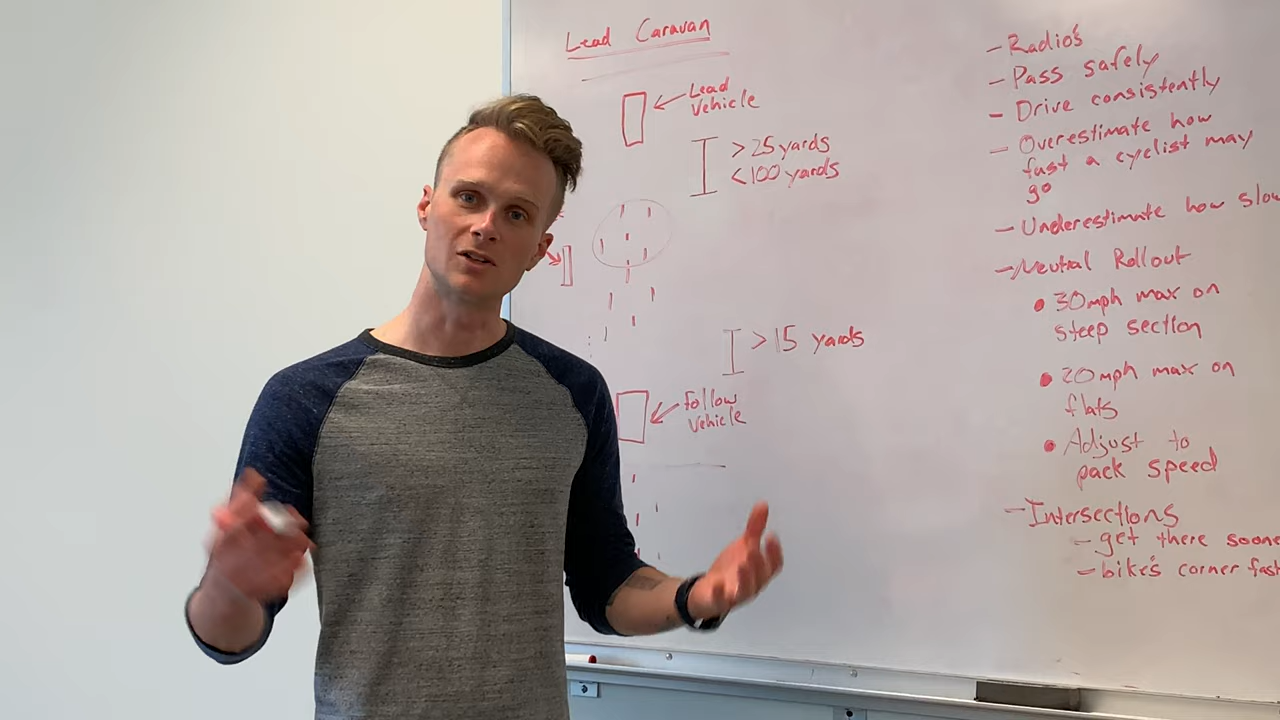 Lead Caravan
Lead
Vehicle
> 25 yards
< 100 yards
> 15 yards
Follow
Vehicle
- Radio's
- Pass safely
- Drive consistently
- Overestimate how
fast a cyclist may
go
- Underestimate how slow
- Neutral Rollout
• 30mph max on
steep section
• 20mph max on
flats
• Adjust to
pack speed
- Intersections
- get there soone
- bike's corner fast